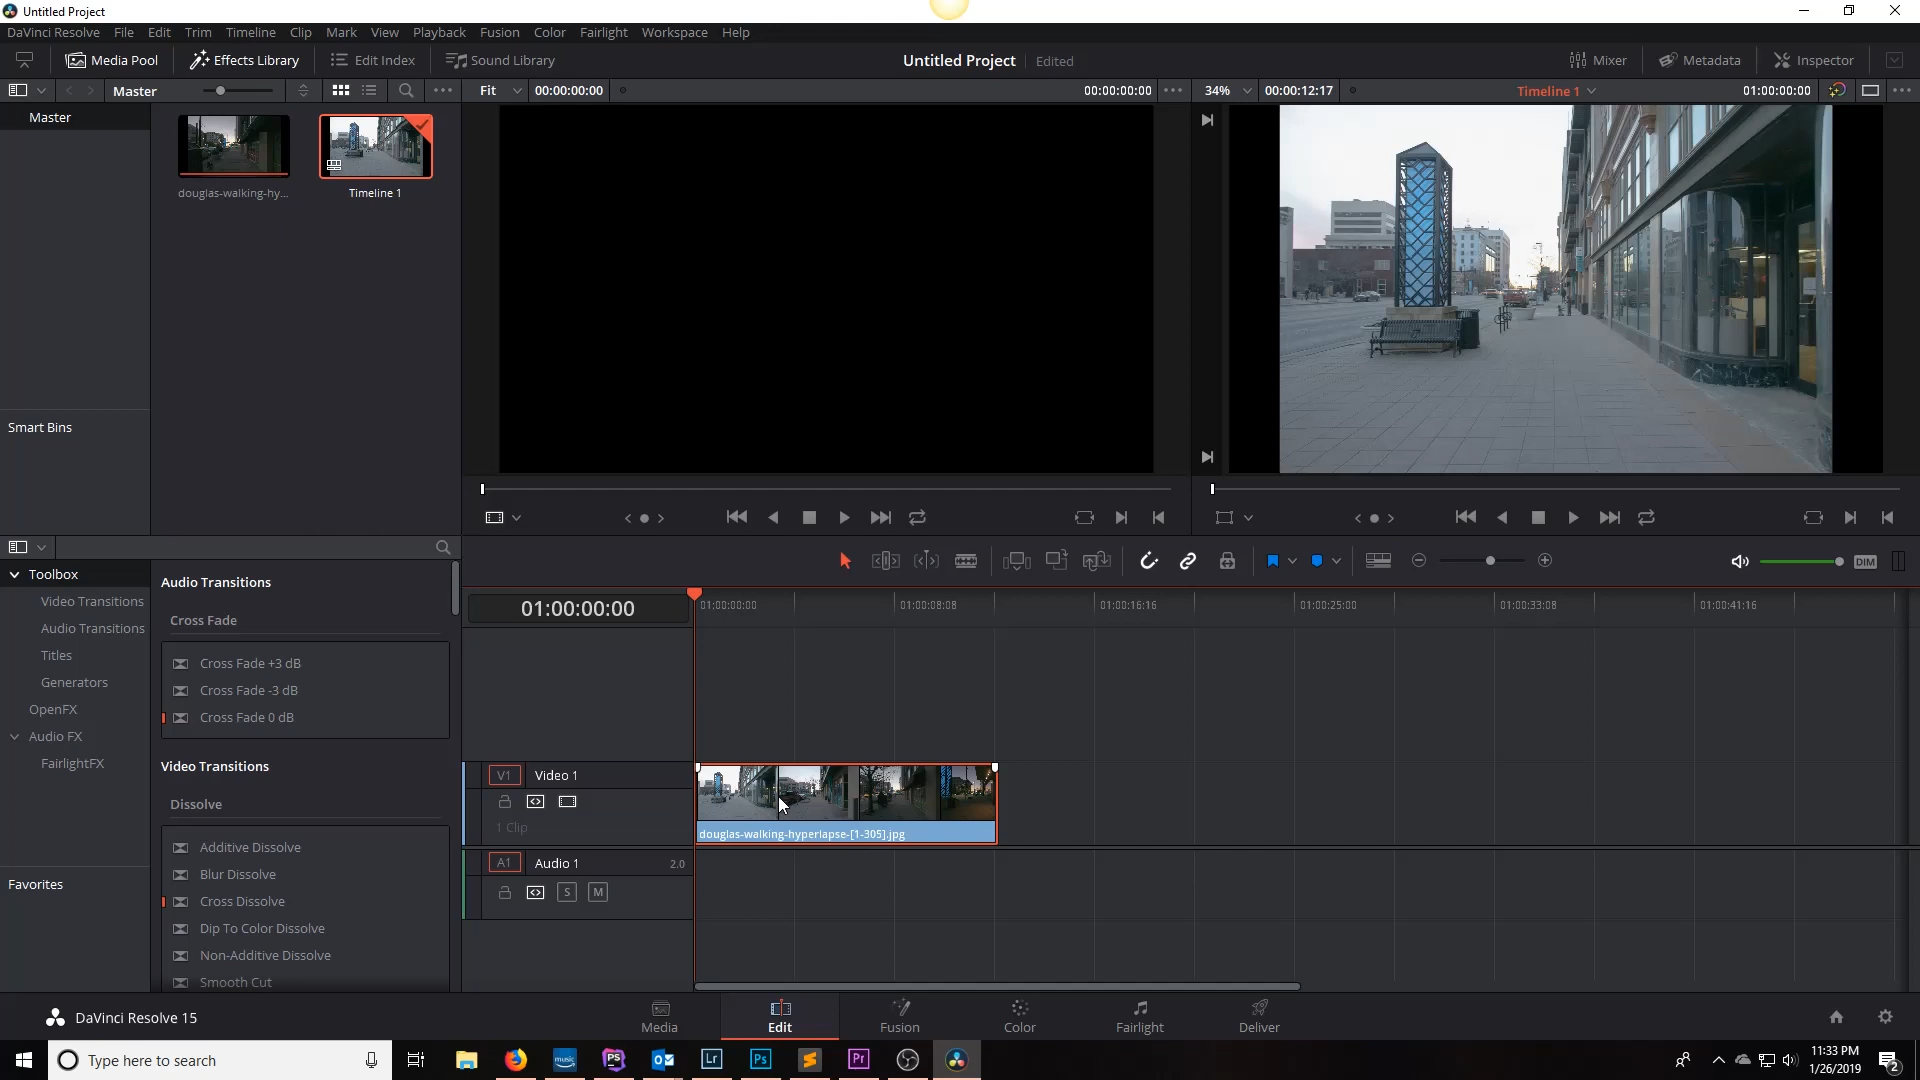 Untitled Project
DaVinci Resolve File Edit Trim Timeline Clip Mark View Playback Fusion Color Fairlight Workspace Help
Media Pool Effects Library Edit Index Sound Library Untitled Project Edited Mixer Metadata Inspector
Master Fit 00:00:00:00 00:00:00:00 34% 00:00:12:17 Timeline 1 01:00:00:00
Master
douglas-walking-hy... Timeline 1
Smart Bins
Toolbox
Video Transitions
Audio Transitions
Titles
Generators
OpenFX
Audio FX
FairlightFX
Favorites
Audio Transitions
Cross Fade
Cross Fade +3 dB
Cross Fade -3 dB
Cross Fade 0 dB
Video Transitions
Dissolve
Additive Dissolve
Blur Dissolve
Cross Dissolve
Dip To Color Dissolve
Non-Additive Dissolve
Smooth Cut
DIM
01:00:00:00 01:00:00:00 01:00:08:08 01:00:16:16 01:00:25:00 01:00:33:08 01:00:41:16
V1 Video 1
1 Clip
douglas-walking-hyperlapse-[1-305].jpg
A1 Audio 1 2.0
S M
DaVinci Resolve 15 Media Edit Fusion Color Fairlight Deliver
Type here to search music PS Lr Ps Pr 11:33 PM
1/26/2019 2